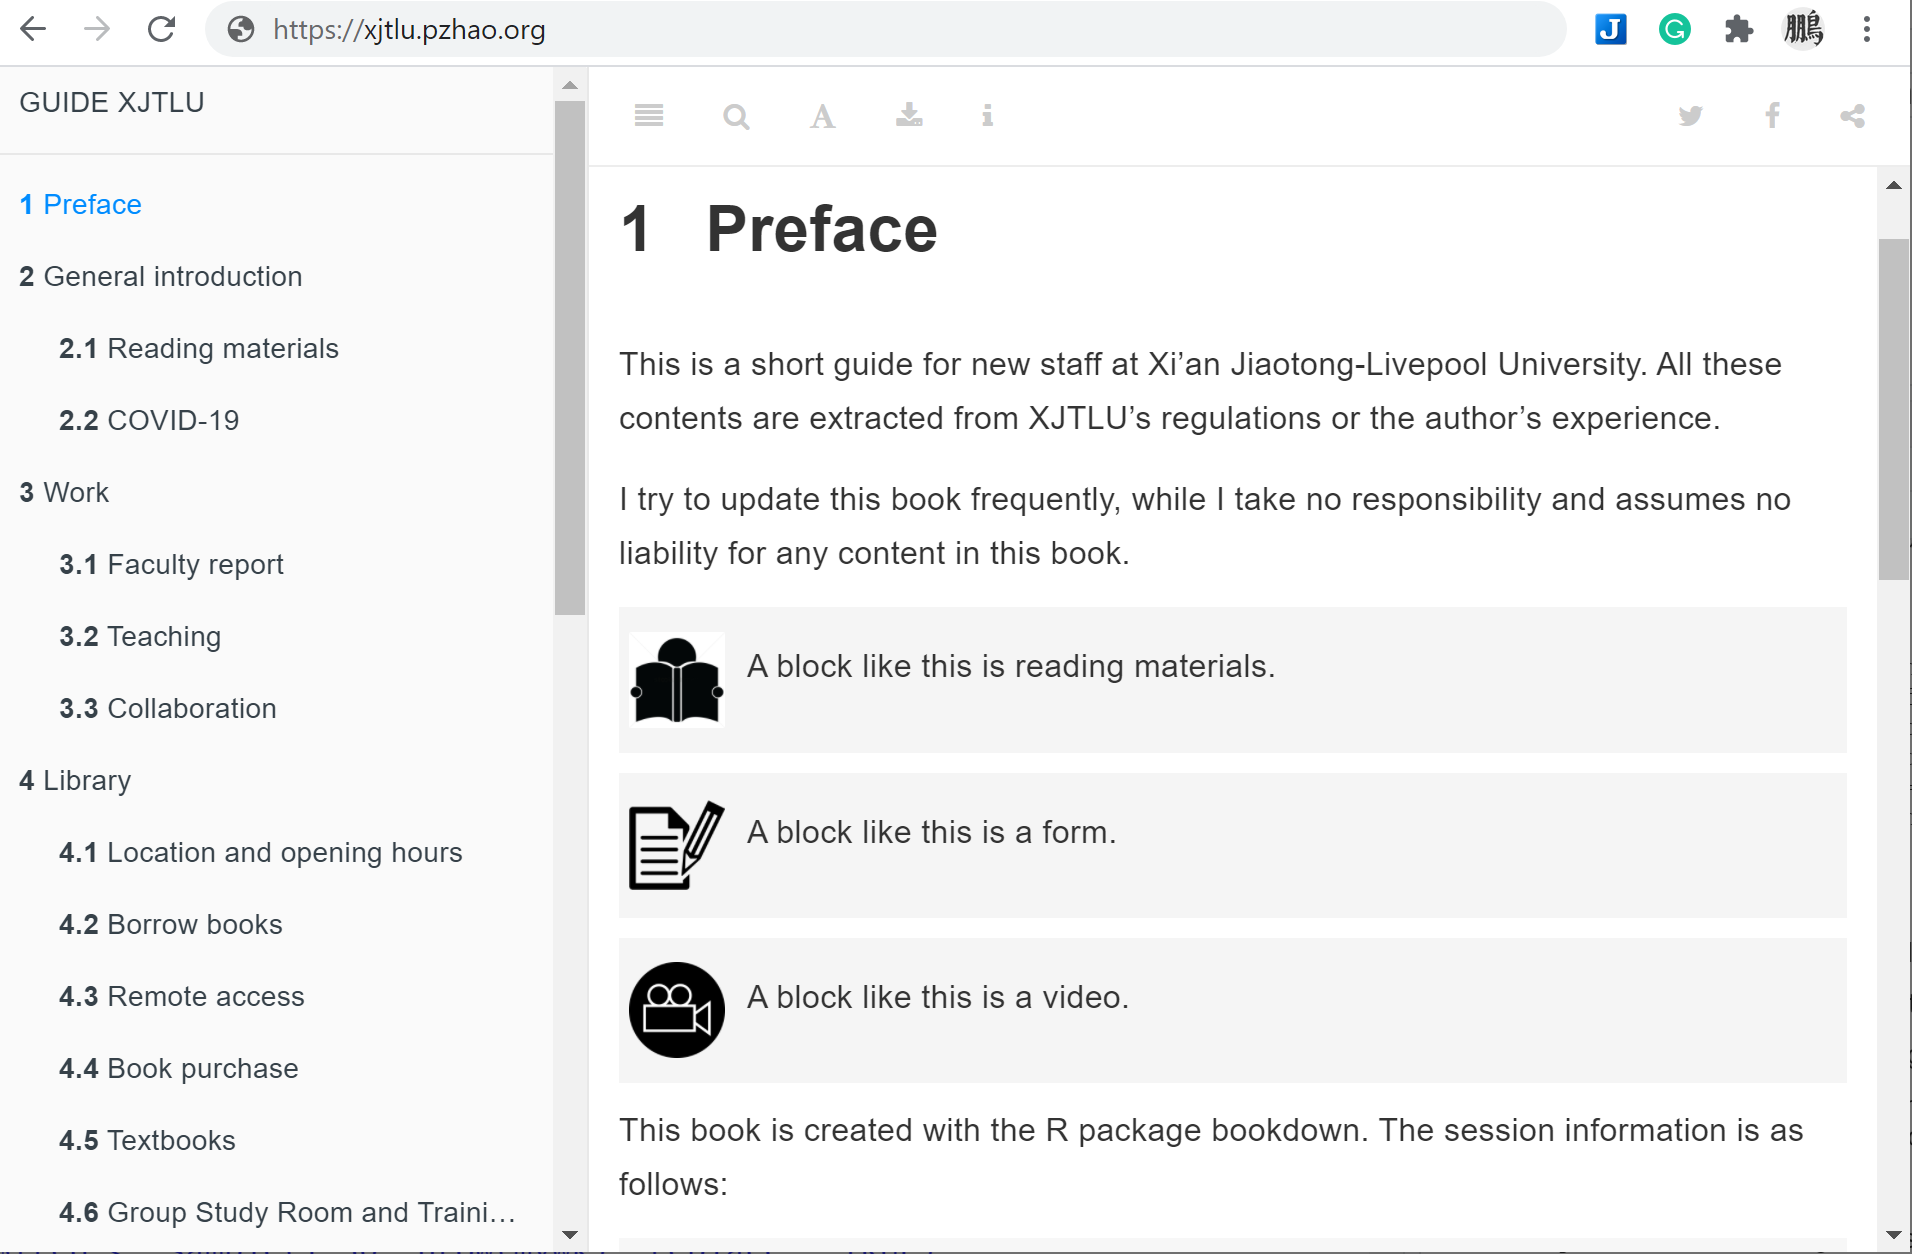 https://xjtlu.pzhao.org
J
G
鵬
GUIDE XJTLU
1 Preface
2 General introduction
2.1 Reading materials
2.2 COVID-19
3 Work
3.1 Faculty report
3.2 Teaching
3.3 Collaboration
4 Library
4.1 Location and opening hours
4.2 Borrow books
4.3 Remote access
4.4 Book purchase
4.5 Textbooks
4.6 Group Study Room and Traini…
A
i
1 Preface
This is a short guide for new staff at Xi’an Jiaotong-Livepool University. All these
contents are extracted from XJTLU’s regulations or the author’s experience.
I try to update this book frequently, while I take no responsibility and assumes no
liability for any content in this book.
A block like this is reading materials.
A block like this is a form.
A block like this is a video.
This book is created with the R package bookdown. The session information is as
follows: